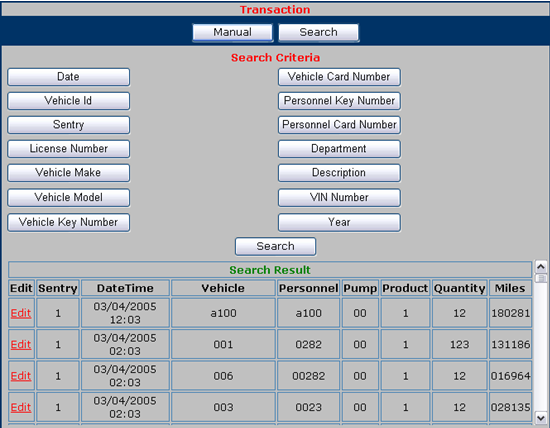 Transaction
Manual Search
Search Criteria
Date Vehicle Card Number
Vehicle Id Personnel Key Number
Sentry Personnel Card Number
License Number Department
Vehicle Make Description
Vehicle Model VIN Number
Vehicle Key Number Year
Search
Search Result
Edit Sentry DateTime Vehicle Personnel Pump Product Quantity Miles
Edit 1 03/04/2005 12:03 a100 a100 00 1 12 180281
Edit 1 03/04/2005 02:03 001 0282 00 1 123 131186
Edit 1 03/04/2005 02:03 006 00282 00 1 12 016964
Edit 1 03/04/2005 02:03 003 0023 00 1 12 028135